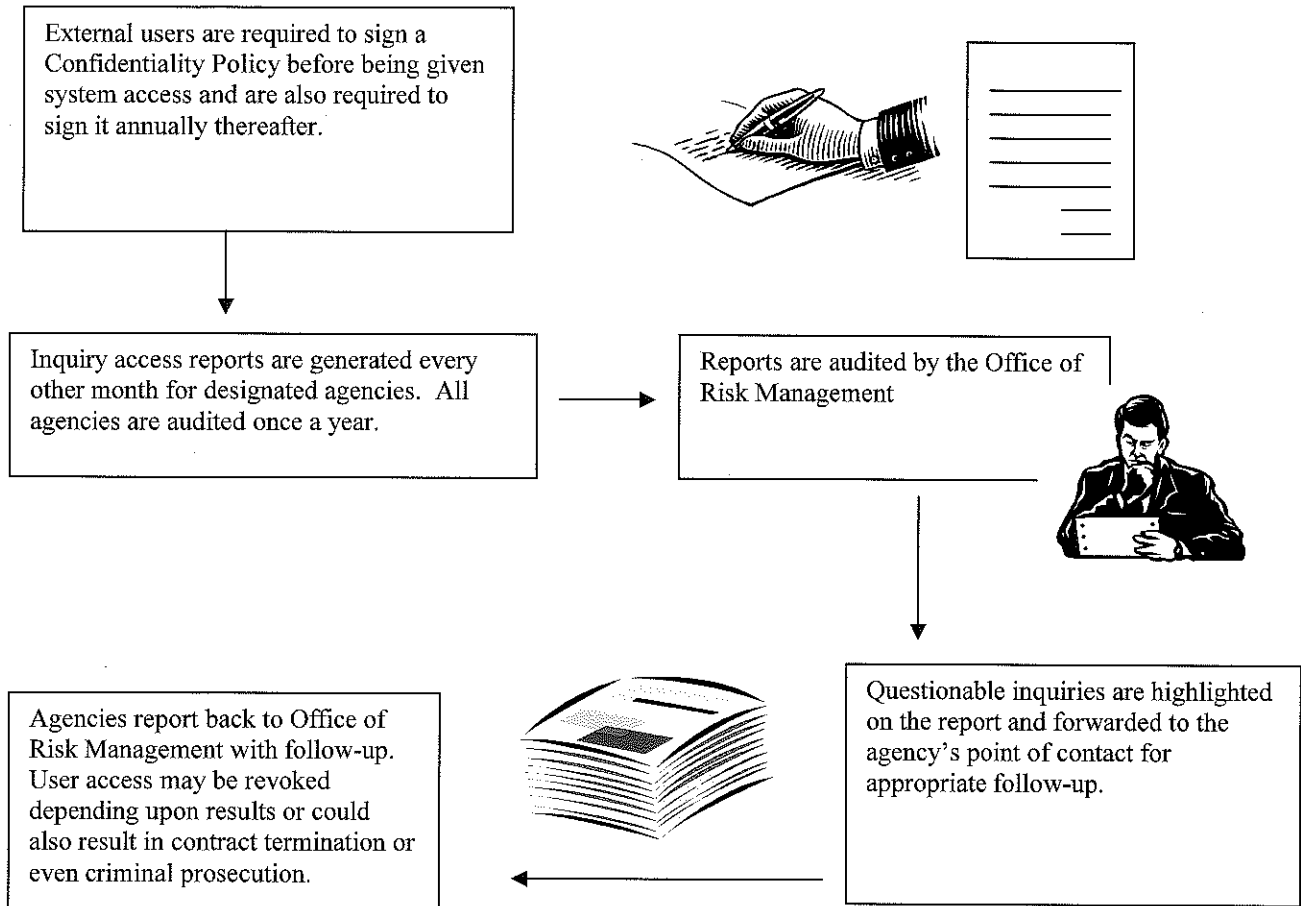 External users are required to sign a
Confidentiality Policy before being given
system access and are also required to
sign it annually thereafter.
Inquiry access reports are generated every
other month for designated agencies.  All
agencies are audited once a year.
Reports are audited by the Office of
Risk Management
Questionable inquiries are highlighted
on the report and forwarded to the
agency's point of contact for
appropriate follow-up.
Agencies report back to Office of
Risk Management with follow-up.
User access may be revoked
depending upon results or could
also result in contract termination or
even criminal prosecution.